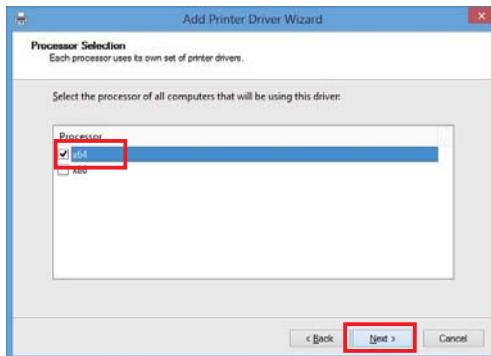 Add Printer Driver Wizard
Processor Selection
Each processor uses its own set of printer drivers.
Select the processor of all computers that will be using this driver:
Processor
x64
x86
< Back
Next >
Cancel